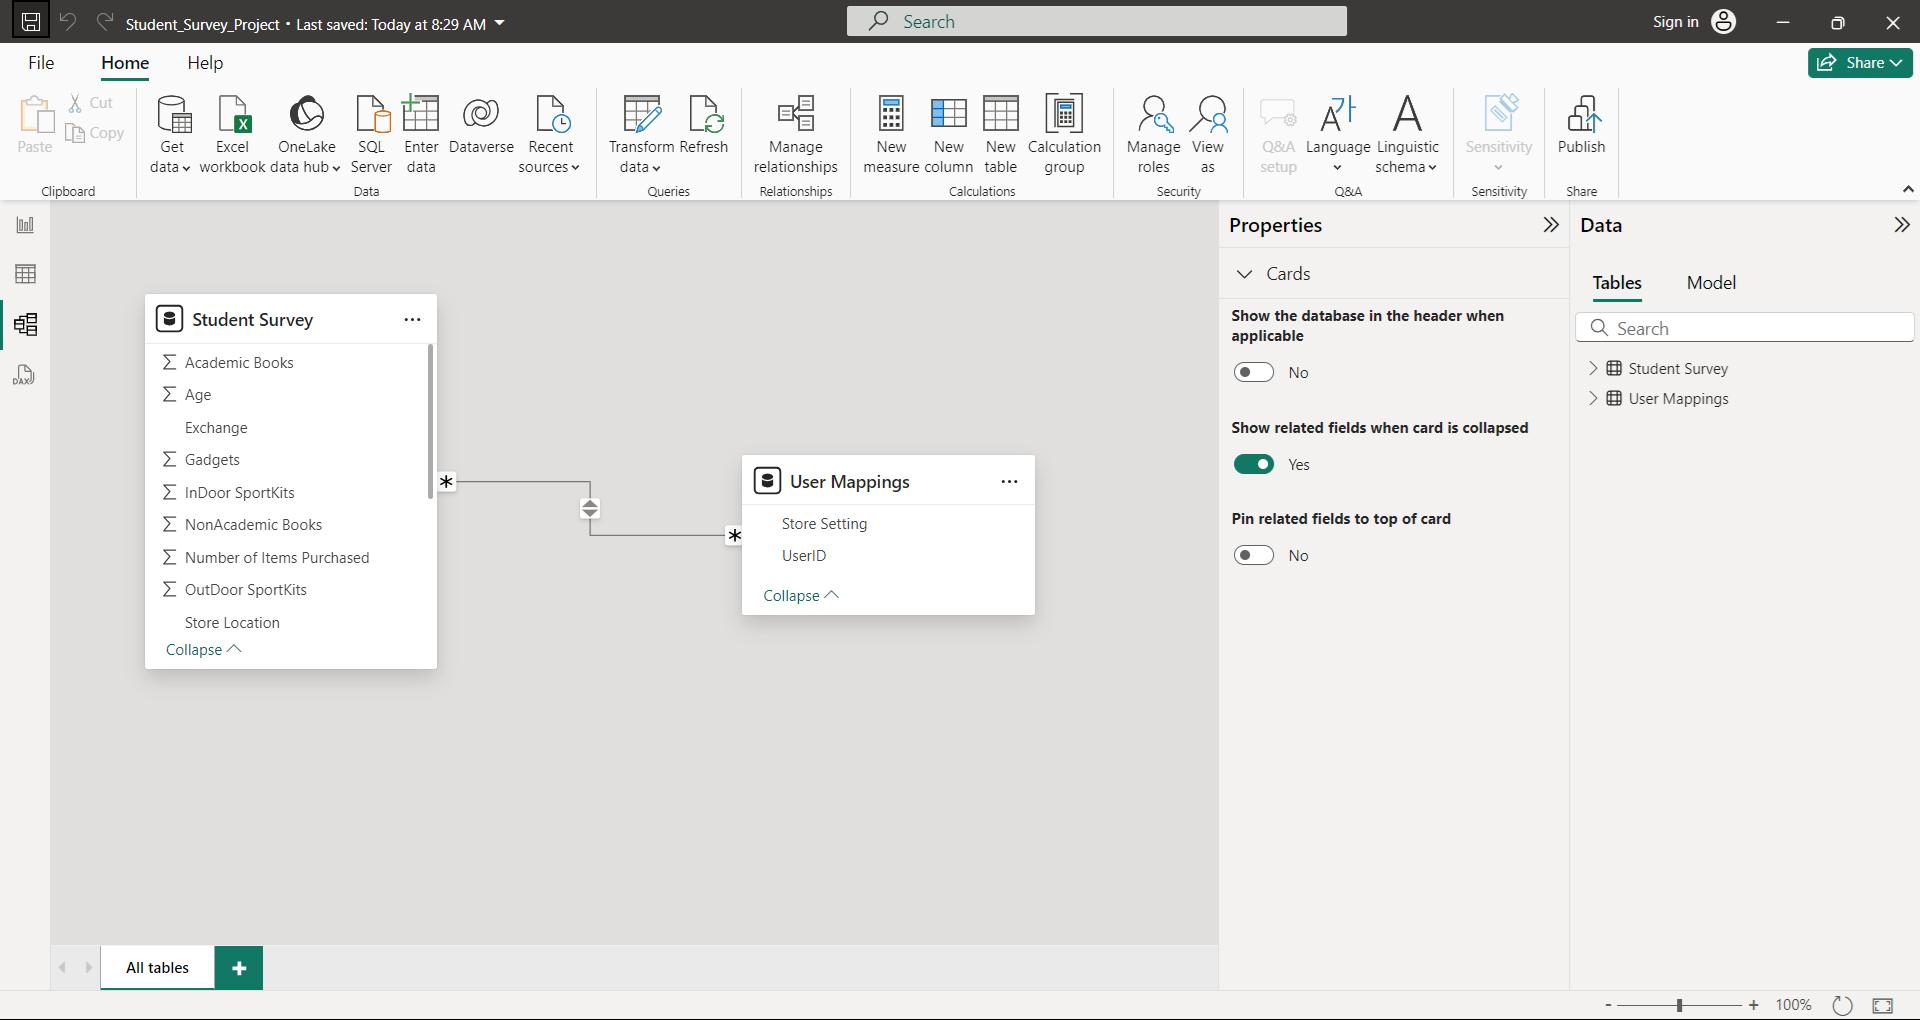 Student_Survey_Project • Last saved: Today at 8:29 AM
Search
Sign in
File
Home
Help
Share
Paste
Cut
Copy
Clipboard
Get data
Excel workbook
OneLake data hub
SQL Server
Enter data
Dataverse
Recent sources
Data
Transform data
Refresh
Queries
Manage relationships
Relationships
New measure
New column
New table
Calculation group
Calculations
Manage roles
View as
Security
Q&A setup
Language
Linguistic schema
Q&A
Sensitivity
Sensitivity
Publish
Share
DAX
Student Survey
Academic Books
Age
Exchange
Gadgets
InDoor SportKits
NonAcademic Books
Number of Items Purchased
OutDoor SportKits
Store Location
Collapse
User Mappings
Store Setting
UserID
Collapse
Properties
Cards
Show the database in the header when
applicable
No
Show related fields when card is collapsed
Yes
Pin related fields to top of card
No
Data
Tables
Model
Search
Student Survey
User Mappings
All tables
100%